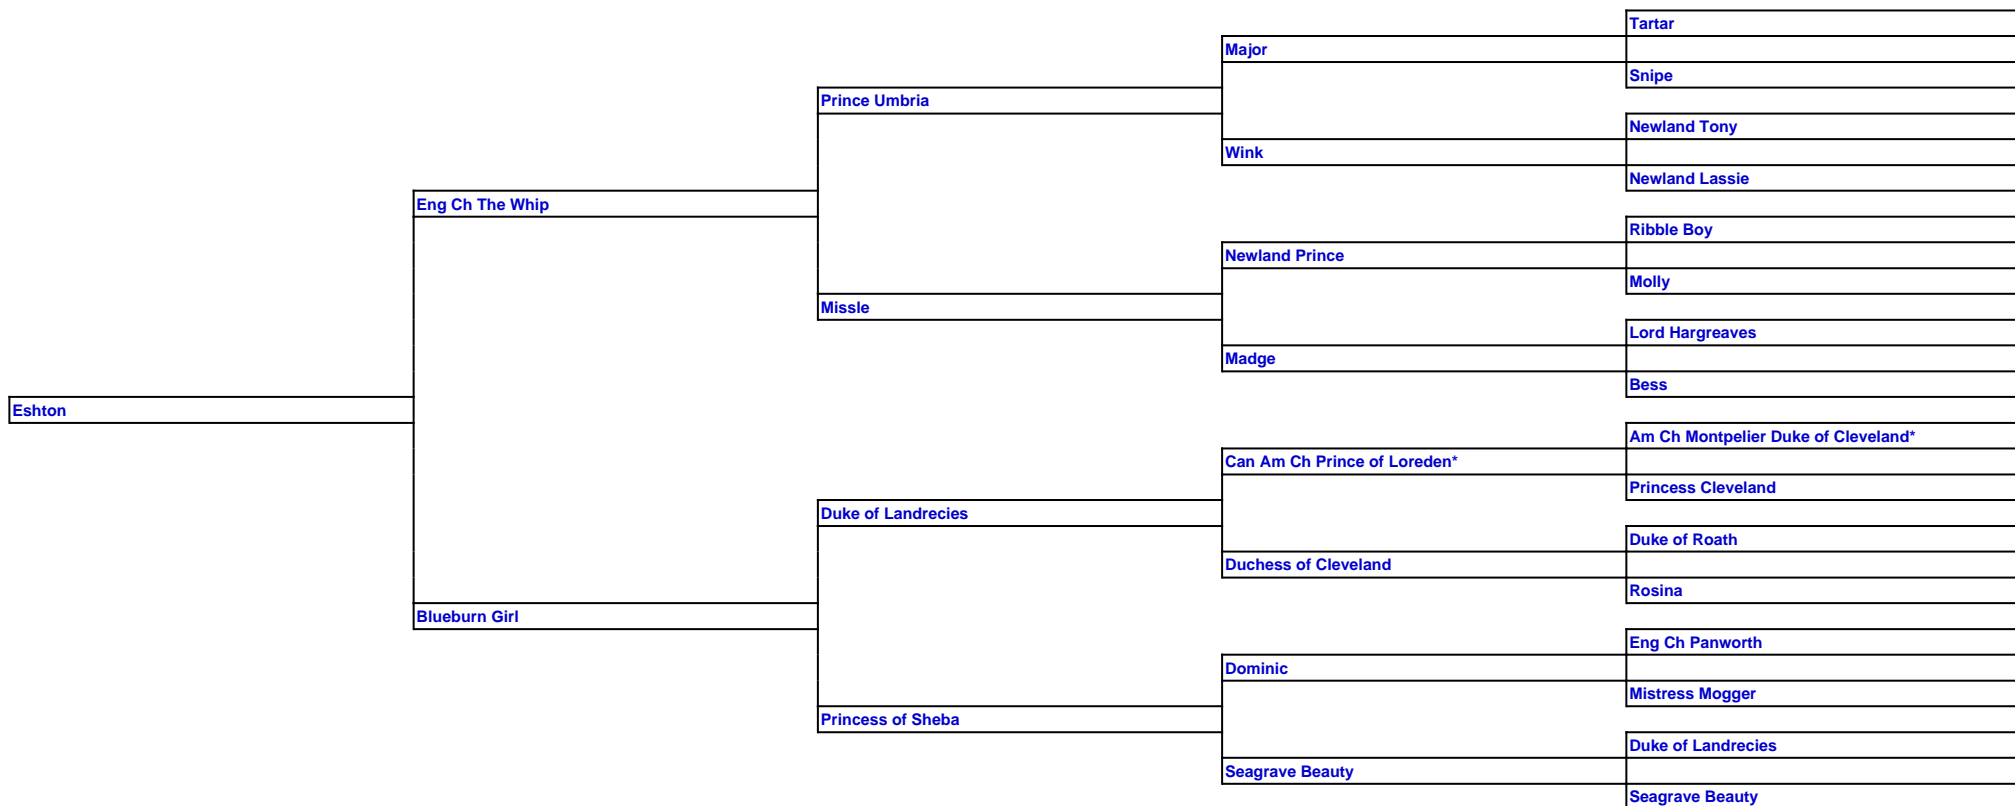 Tartar
Major
Snipe
Prince Umbria
Newland Tony
Wink
Newland Lassie
Eng Ch The Whip
Ribble Boy
Newland Prince
Molly
Missle
Lord Hargreaves
Madge
Bess
Eshton
Am Ch Montpelier Duke of Cleveland*
Can Am Ch Prince of Loreden*
Princess Cleveland
Duke of Landrecies
Duke of Roath
Duchess of Cleveland
Rosina
Blueburn Girl
Eng Ch Panworth
Dominic
Mistress Mogger
Princess of Sheba
Duke of Landrecies
Seagrave Beauty
Seagrave Beauty